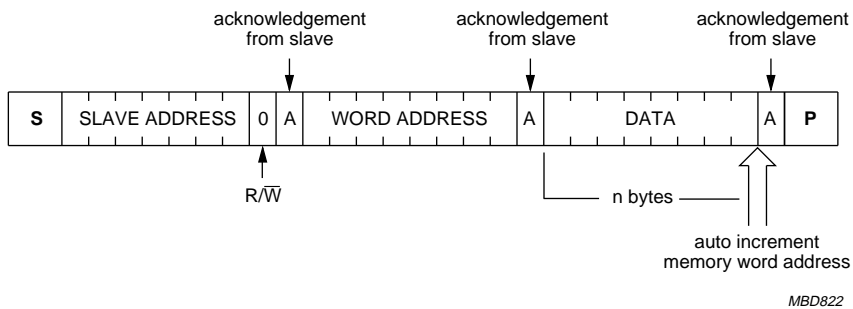 acknowledgement
from slave
acknowledgement
from slave
acknowledgement
from slave
S SLAVE ADDRESS 0 A WORD ADDRESS A DATA A P
R/W̅
n bytes
auto increment
memory word address
MBD822